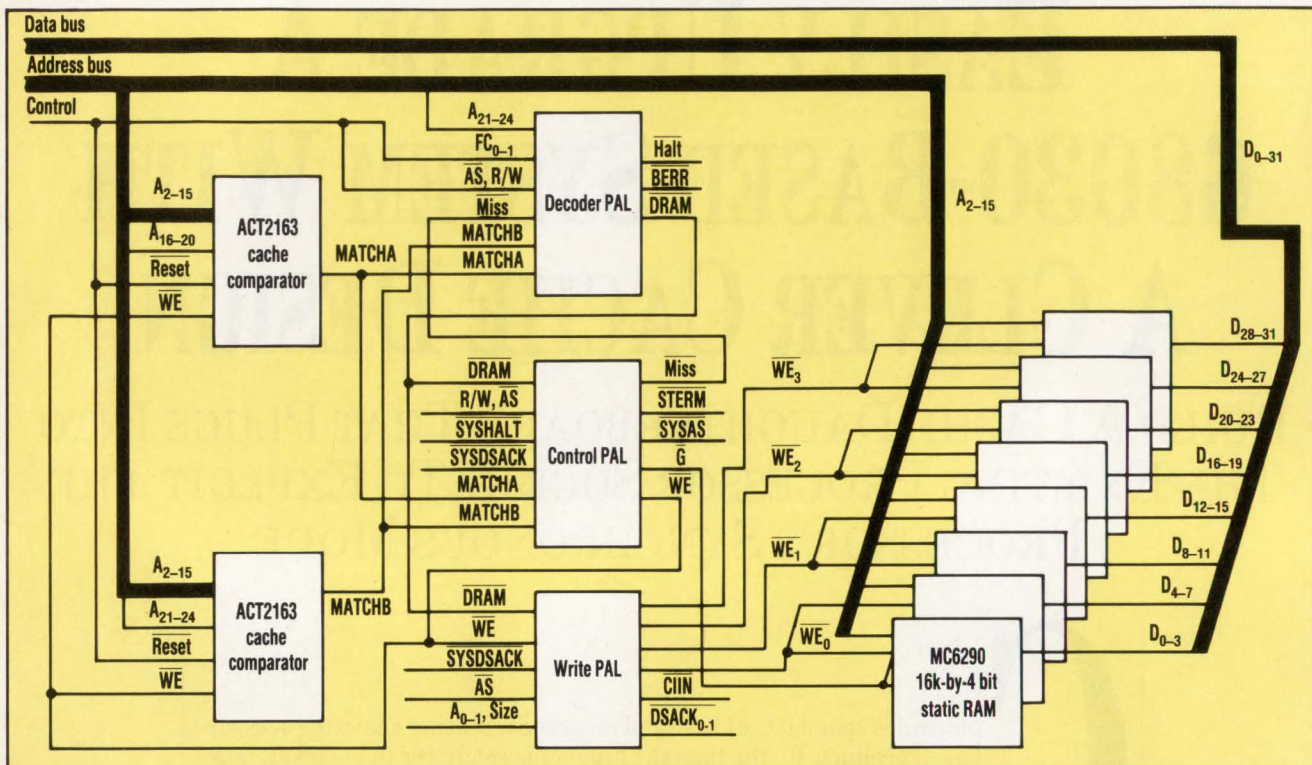 Data bus
Address bus
Control
A2–15
A16–20
Reset
WE
ACT2163
cache
comparator
MATCHA
A21–24
FC0–1
AS, R/W
Miss
MATCHB
MATCHA
Decoder PAL
Halt
BERR
DRAM
DRAM
R/W, AS
SYSHALT
SYSDSACK
MATCHA
MATCHB
Control PAL
Miss
STERM
SYSAS
G
WE
A2–15
A21–24
Reset
WE
ACT2163
cache
comparator
MATCHB
DRAM
WE
SYSDSACK
AS
A0–1, Size
Write PAL
CIIN
DSACK0-1
WE3
WE2
WE1
WE0
A2–15
D0–31
D28–31
D24–27
D20–23
D16–19
D12–15
D8–11
D4–7
D0–3
MC6290
16k-by-4 bit
static RAM